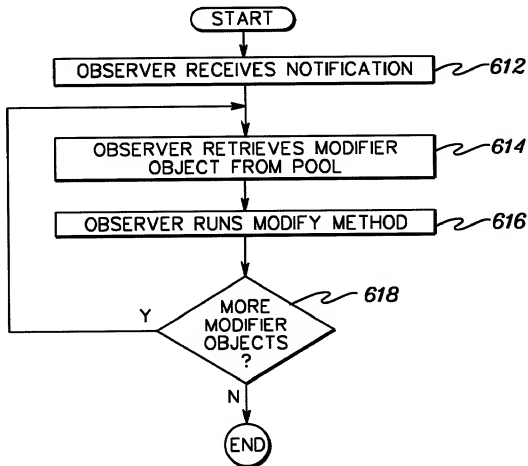 START
OBSERVER RECEIVES NOTIFICATION
612
OBSERVER RETRIEVES MODIFIER
OBJECT FROM POOL
614
OBSERVER RUNS MODIFY METHOD
616
618
MORE
MODIFIER
OBJECTS
?
Y
N
END